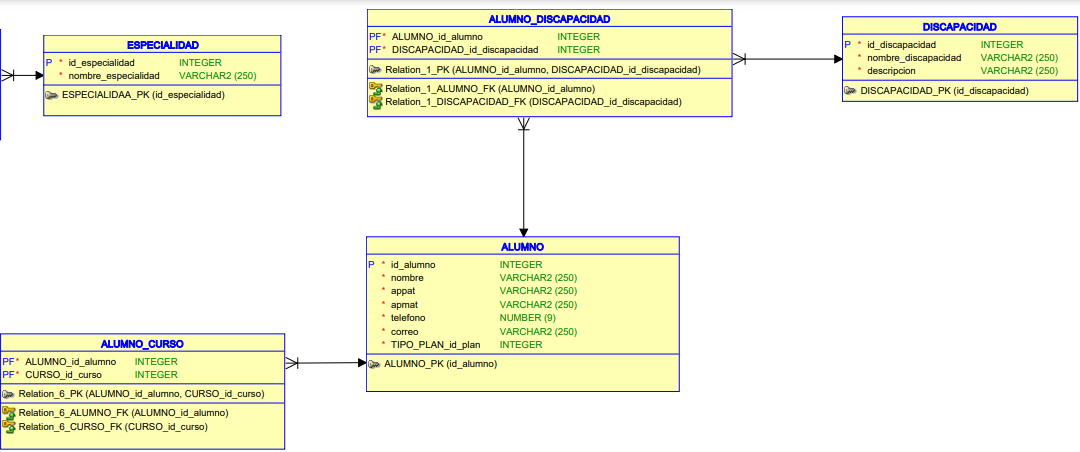 ESPECIALIDAD
P * id_especialidad INTEGER
* nombre_especialidad VARCHAR2 (250)
ESPECIALIDAA_PK (id_especialidad)
ALUMNO_DISCAPACIDAD
PF* ALUMNO_id_alumno INTEGER
PF* DISCAPACIDAD_id_discapacidad INTEGER
Relation_1_PK (ALUMNO_id_alumno, DISCAPACIDAD_id_discapacidad)
Relation_1_ALUMNO_FK (ALUMNO_id_alumno)
Relation_1_DISCAPACIDAD_FK (DISCAPACIDAD_id_discapacidad)
DISCAPACIDAD
P * id_discapacidad INTEGER
* nombre_discapacidad VARCHAR2 (250)
* descripcion VARCHAR2 (250)
DISCAPACIDAD_PK (id_discapacidad)
ALUMNO
P * id_alumno INTEGER
* nombre VARCHAR2 (250)
* appat VARCHAR2 (250)
* apmat VARCHAR2 (250)
* telefono NUMBER (9)
* correo VARCHAR2 (250)
* TIPO_PLAN_id_plan INTEGER
ALUMNO_PK (id_alumno)
ALUMNO_CURSO
PF* ALUMNO_id_alumno INTEGER
PF* CURSO_id_curso INTEGER
Relation_6_PK (ALUMNO_id_alumno, CURSO_id_curso)
Relation_6_ALUMNO_FK (ALUMNO_id_alumno)
Relation_6_CURSO_FK (CURSO_id_curso)